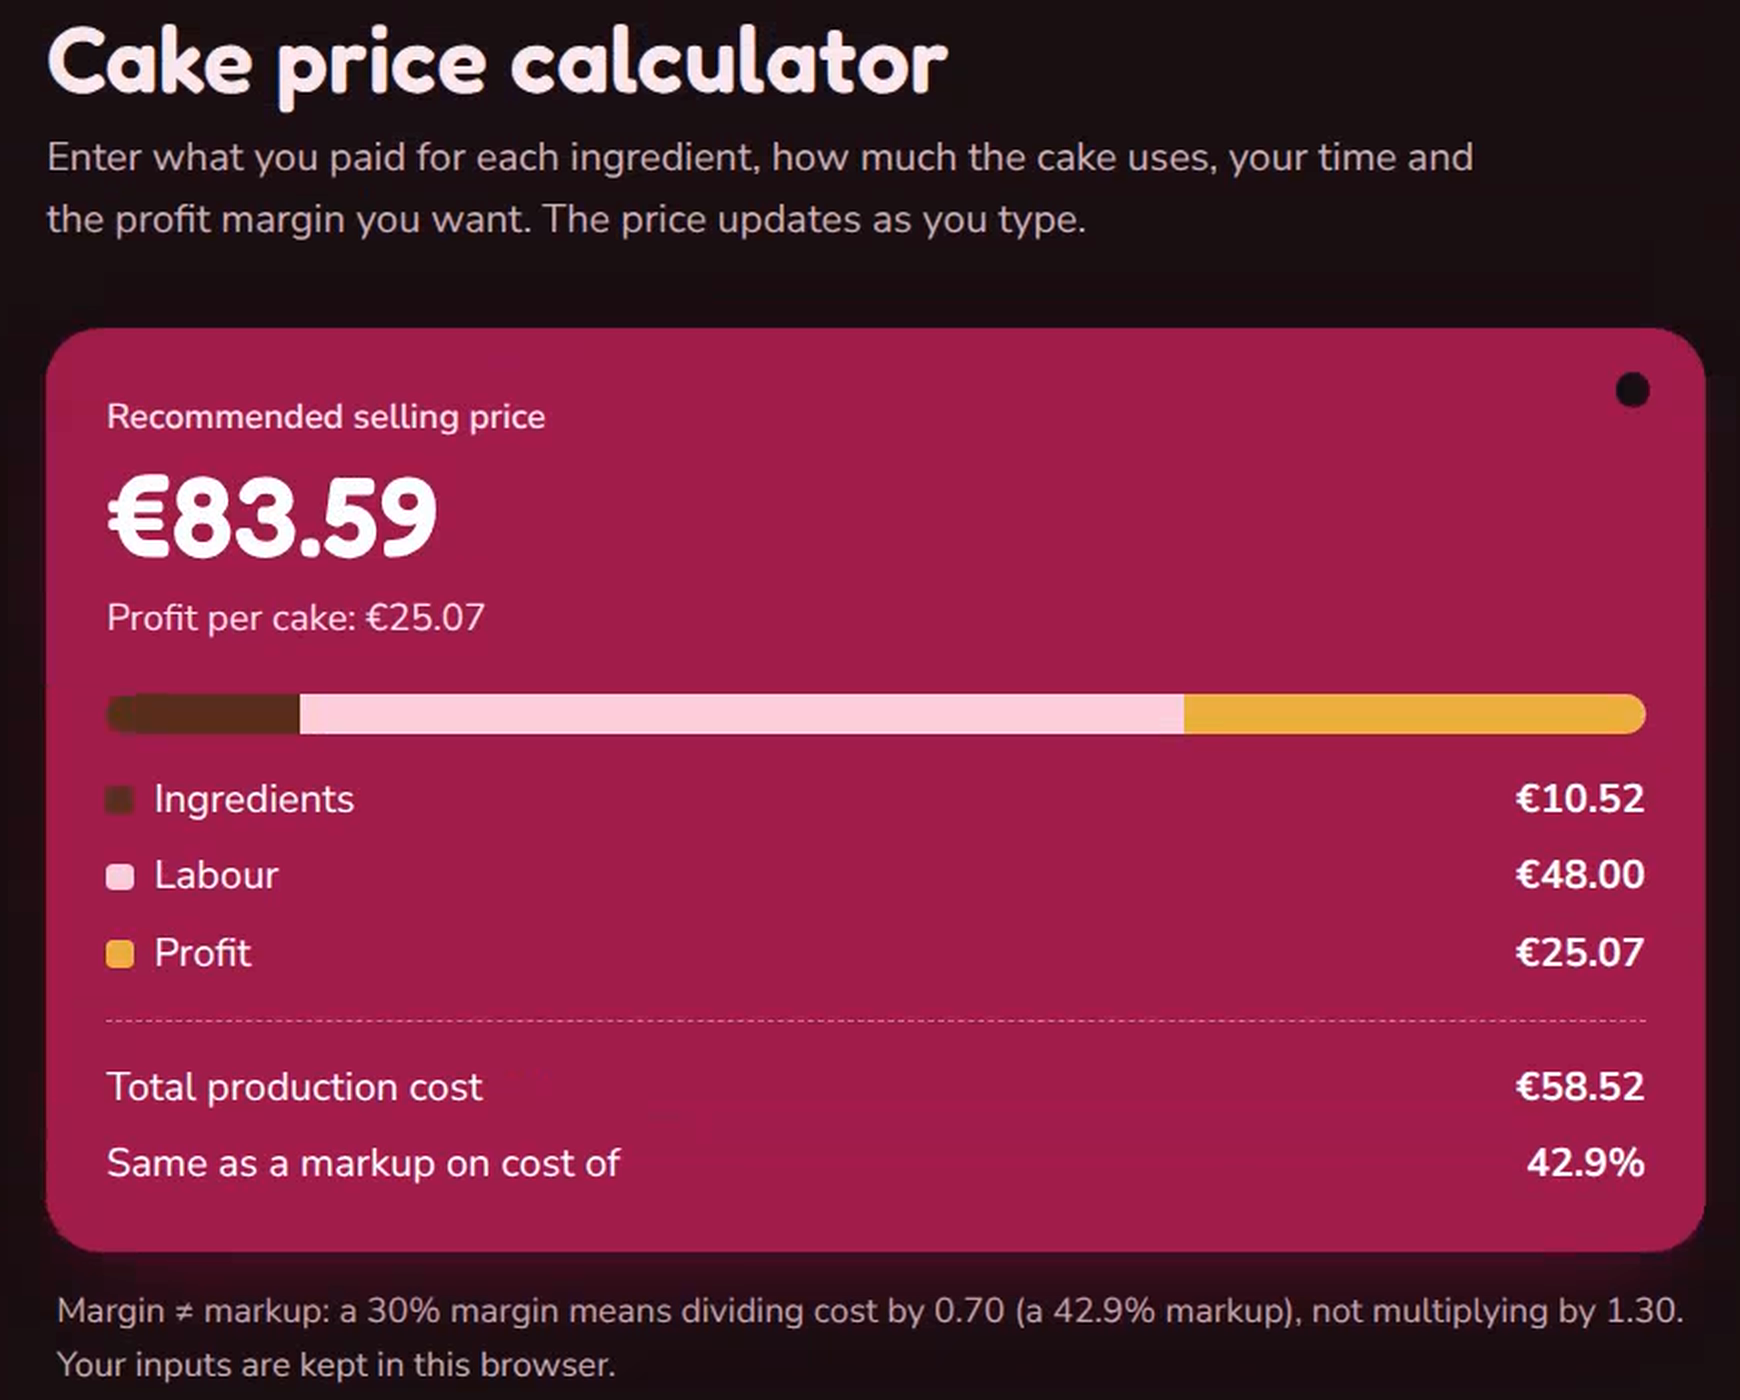 Cake price calculator
Enter what you paid for each ingredient, how much the cake uses, your time and
the profit margin you want. The price updates as you type.
Recommended selling price
€83.59
Profit per cake: €25.07
Ingredients €10.52
Labour €48.00
Profit €25.07
Total production cost €58.52
Same as a markup on cost of 42.9%
Margin ≠ markup: a 30% margin means dividing cost by 0.70 (a 42.9% markup), not multiplying by 1.30.
Your inputs are kept in this browser.